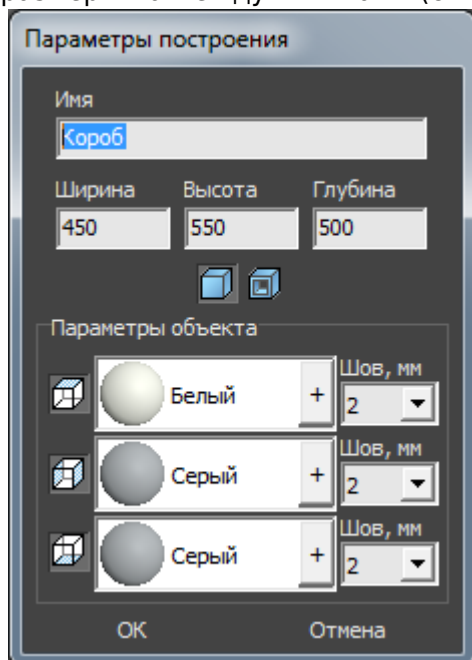 Параметры построения
Имя
Короб
Ширина Высота Глубина
450 550 500
Параметры объекта
Шов, мм
Белый + 2
Шов, мм
Серый + 2
Шов, мм
Серый + 2
ОК Отмена